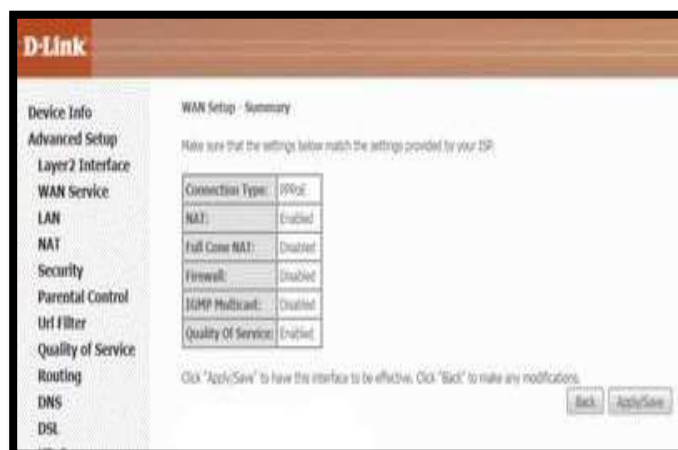 D-Link
Device Info
Advanced Setup
Layer2 Interface
WAN Service
LAN
NAT
Security
Parental Control
Url Filter
Quality of Service
Routing
DNS
DSL
WAN Setup - Summary
Make sure that the settings below match the settings provided by your ISP.
Connection Type: PPPoE
NAT: Enabled
Full Cone NAT: Disabled
Firewall: Disabled
IGMP Multicast: Disabled
Quality Of Service: Enabled
Click "Apply/Save" to have this interface to be effective. Click "Back" to make any modifications.
Back Apply/Save